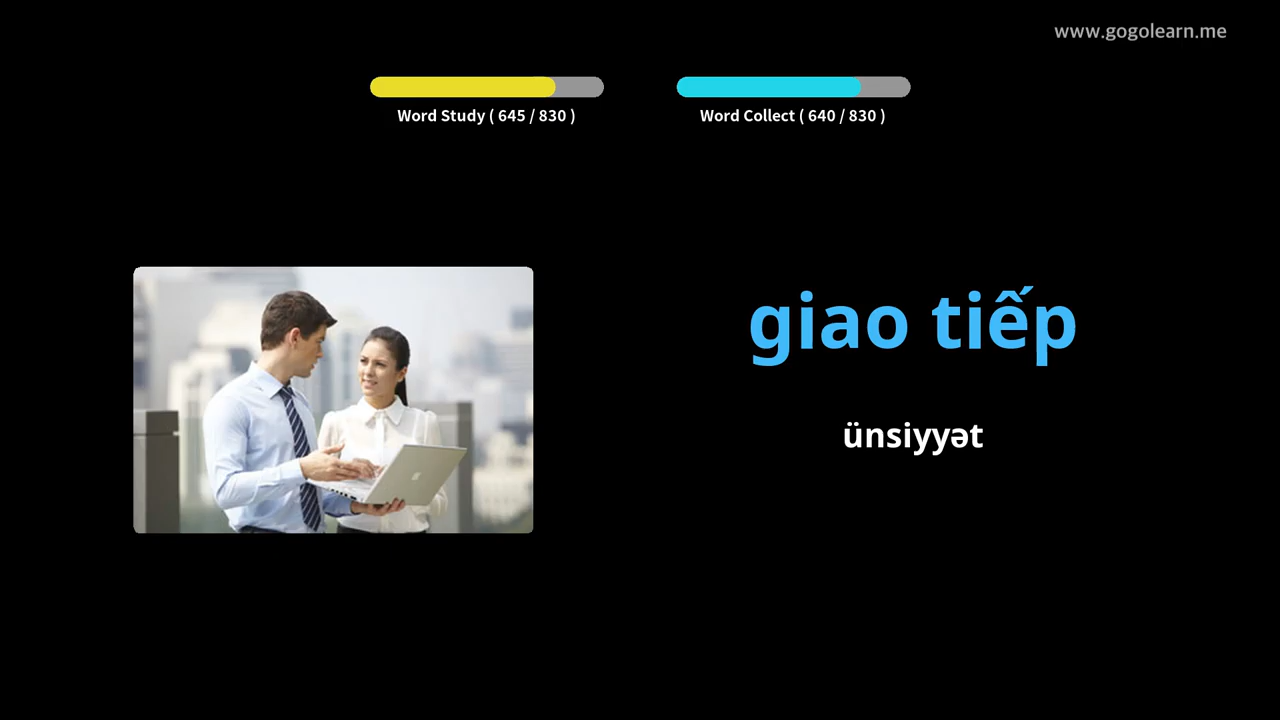 www.gogolearn.me
Word Study ( 645 / 830 )
Word Collect ( 640 / 830 )
giao tiếp
ünsiyyət